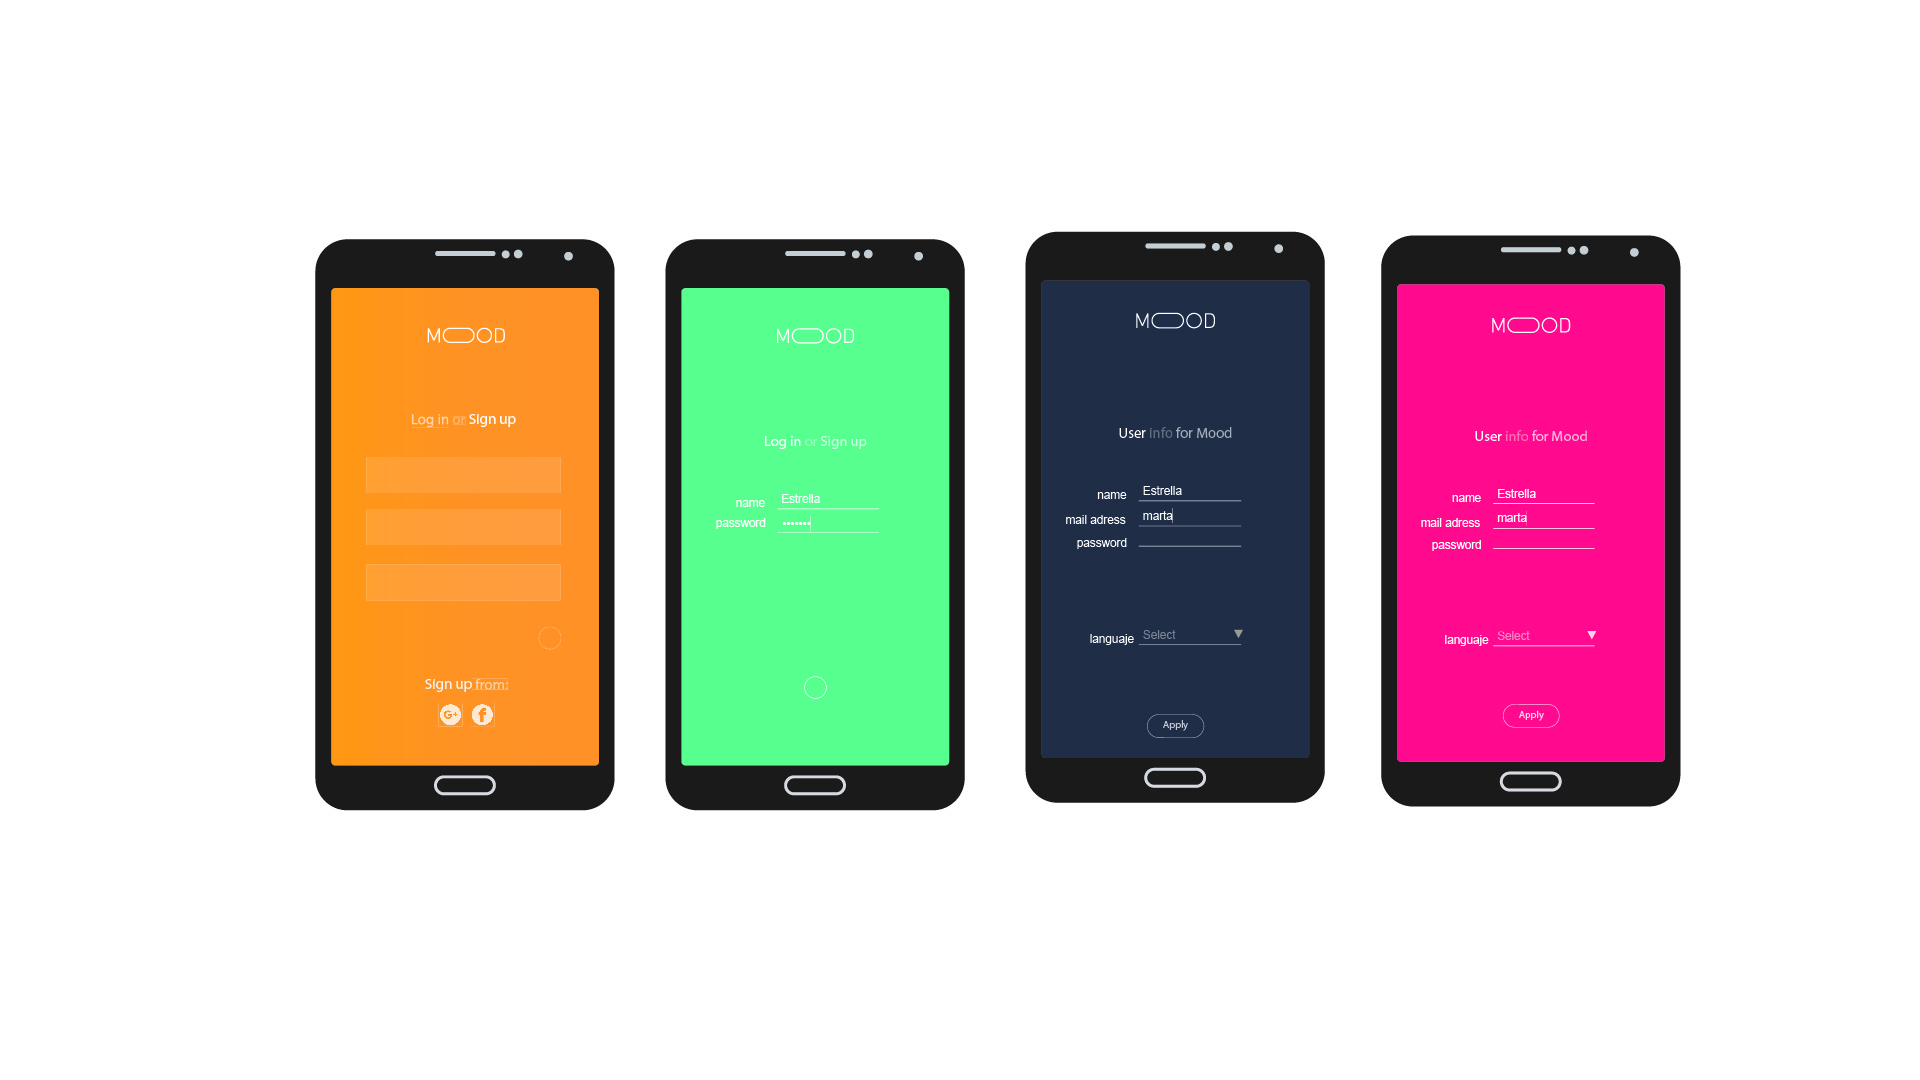 MOOD
Log in or Sign up
Sign up from:
G+ f
MOOD
Log in or Sign up
name Estrella
password •••••••
MOOD
User info for Mood
name Estrella
mail adress marta
password
languaje Select
Apply
MOOD
User info for Mood
name Estrella
mail adress marta
password
languaje Select
Apply